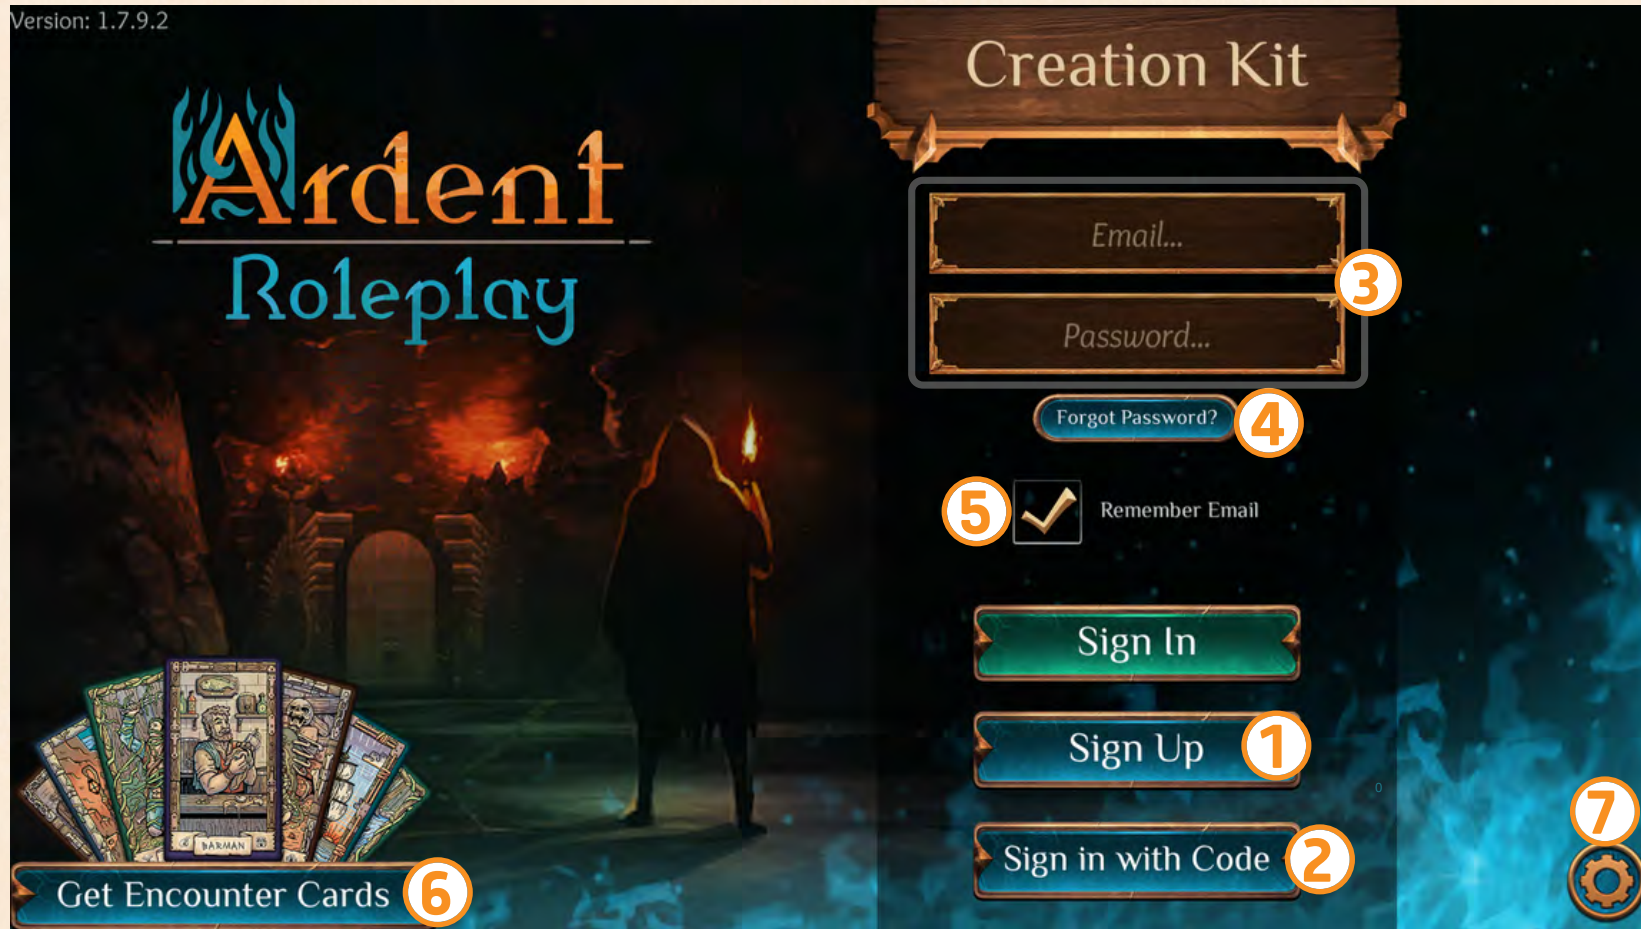 Version: 1.7.9.2
Ardent
Roleplay
Creation Kit
Email...
Password...
3
Forgot Password?
4
5
Remember Email
Sign In
Sign Up
1
0
Sign in with Code
2
7
BARMAN
Get Encounter Cards
6